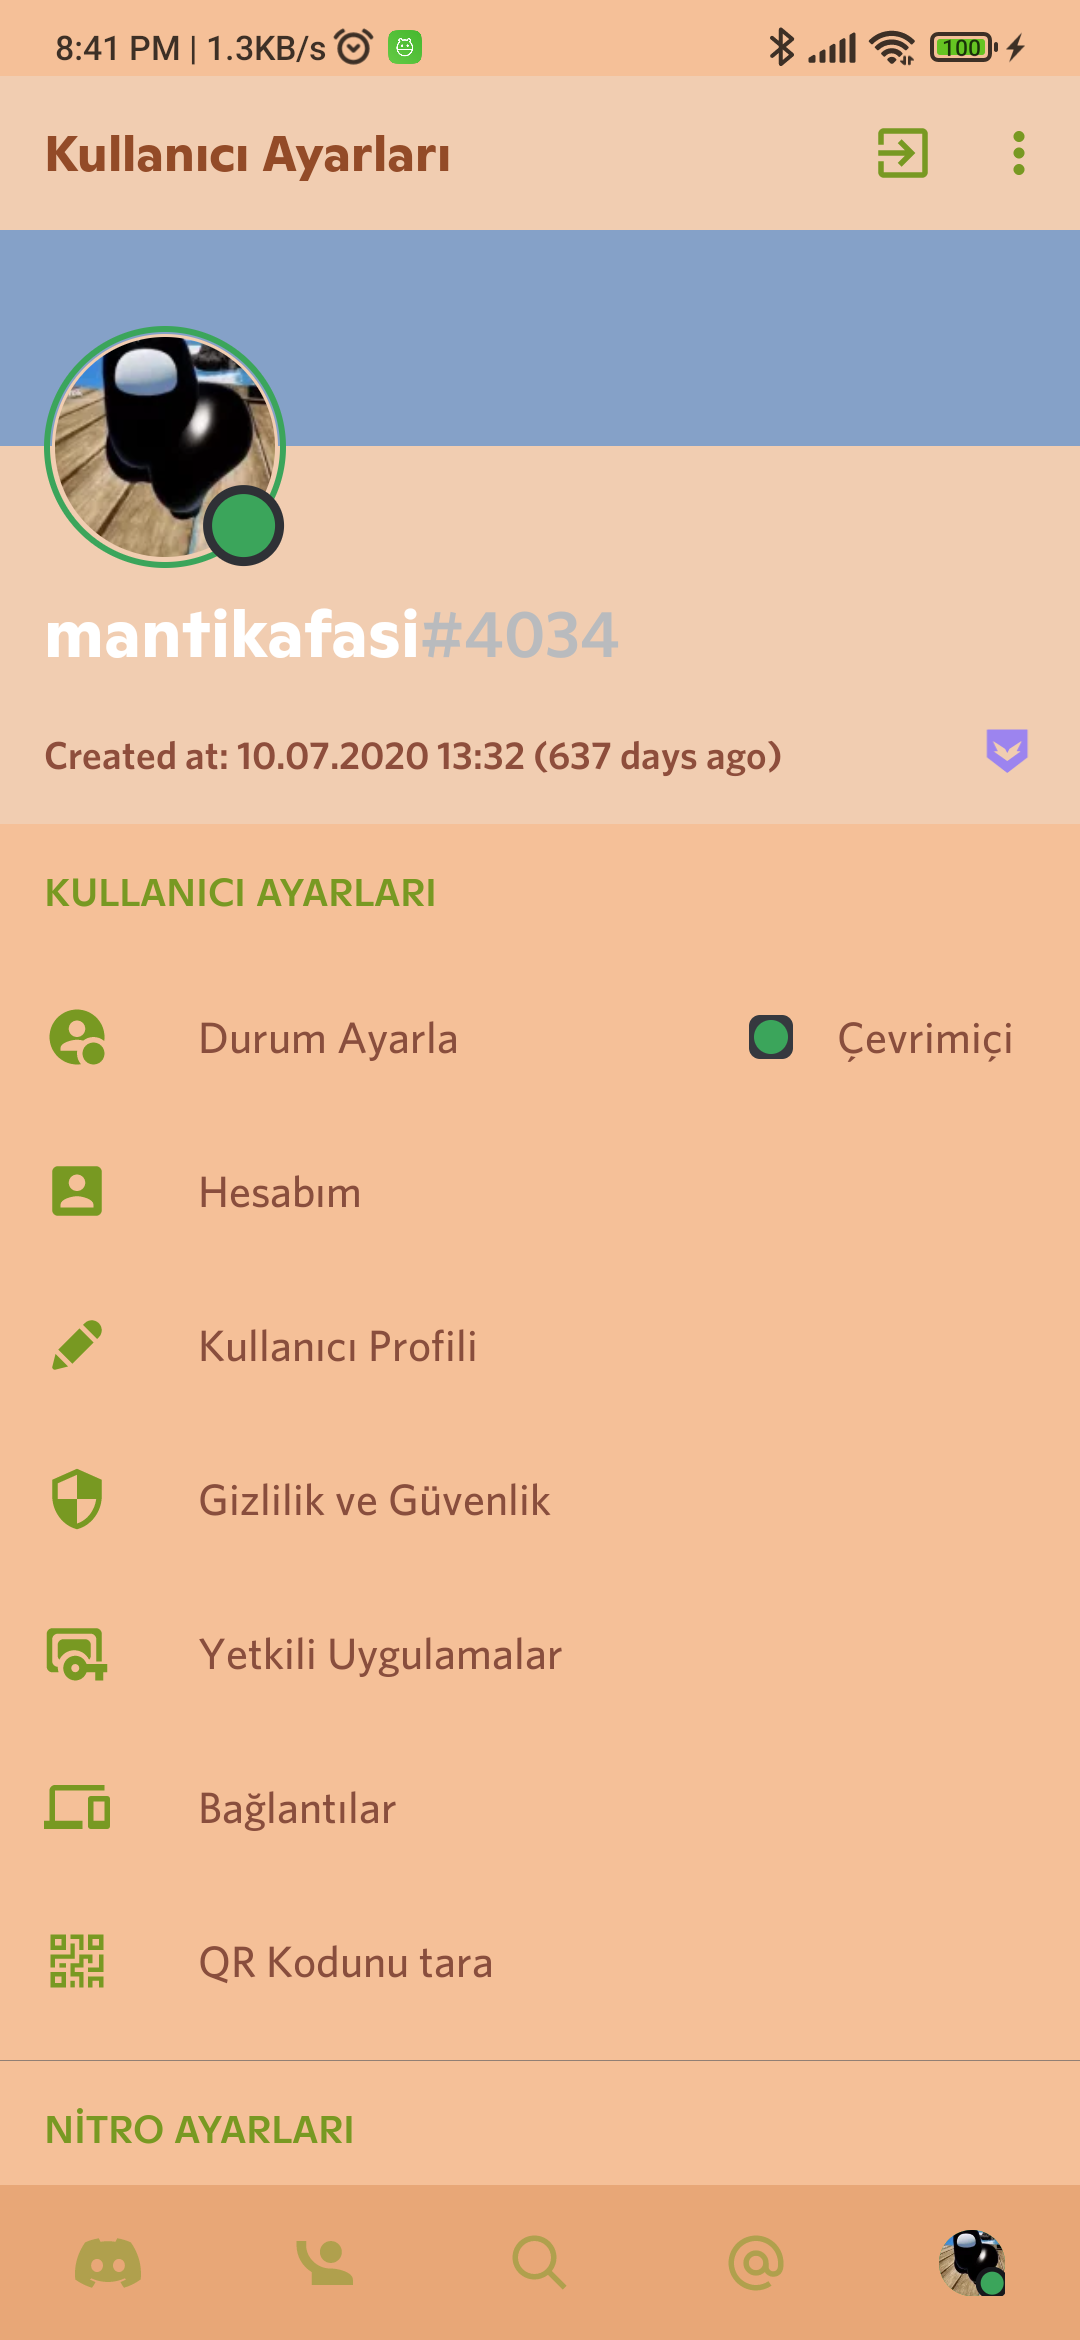 8:41 PM | 1.3KB/s
100
Kullanıcı Ayarları
mantikafasi#4034
Created at: 10.07.2020 13:32 (637 days ago)
KULLANICI AYARLARI
Durum Ayarla Çevrimiçi
Hesabım
Kullanıcı Profili
Gizlilik ve Güvenlik
Yetkili Uygulamalar
Bağlantılar
QR Kodunu tara
NİTRO AYARLARI